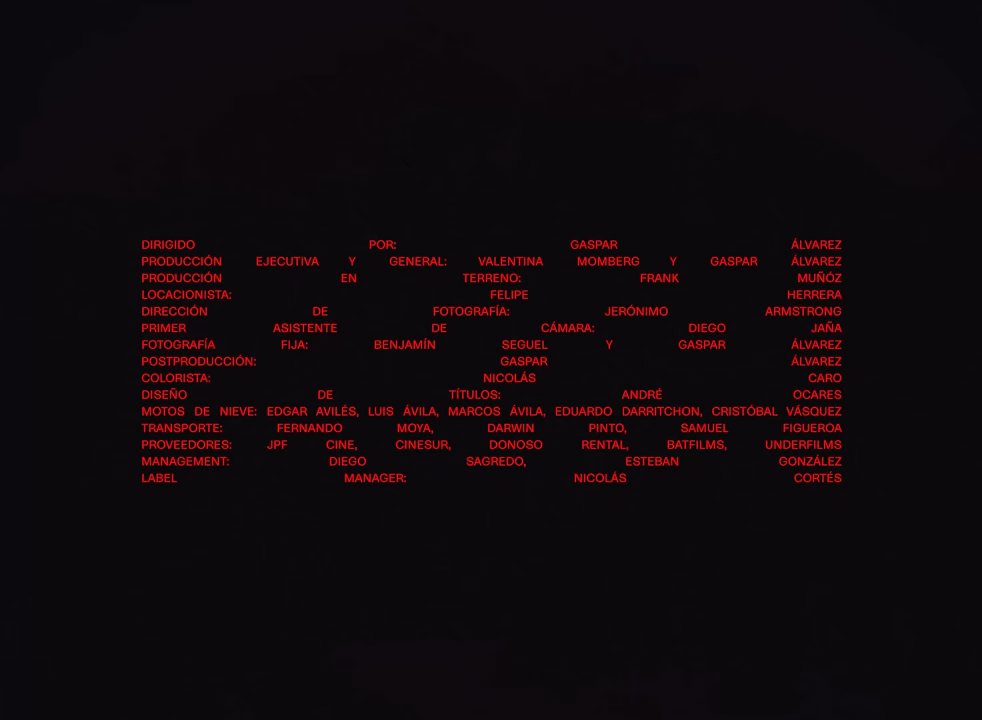 DIRIGIDO POR: GASPAR ÁLVAREZ
PRODUCCIÓN EJECUTIVA Y GENERAL: VALENTINA MOMBERG Y GASPAR ÁLVAREZ
PRODUCCIÓN EN TERRENO: FRANK MUÑÓZ
LOCACIONISTA: FELIPE HERRERA
DIRECCIÓN DE FOTOGRAFÍA: JERÓNIMO ARMSTRONG
PRIMER ASISTENTE DE CÁMARA: DIEGO JAÑA
FOTOGRAFÍA FIJA: BENJAMÍN SEGUEL Y GASPAR ÁLVAREZ
POSTPRODUCCIÓN: GASPAR ÁLVAREZ
COLORISTA: NICOLÁS CARO
DISEÑO DE TÍTULOS: ANDRÉ OCARES
MOTOS DE NIEVE: EDGAR AVILÉS, LUIS ÁVILA, MARCOS ÁVILA, EDUARDO DARRITCHON, CRISTÓBAL VÁSQUEZ
TRANSPORTE: FERNANDO MOYA, DARWIN PINTO, SAMUEL FIGUEROA
PROVEEDORES: JPF CINE, CINESUR, DONOSO RENTAL, BATFILMS, UNDERFILMS
MANAGEMENT: DIEGO SAGREDO, ESTEBAN GONZÁLEZ
LABEL MANAGER: NICOLÁS CORTÉS